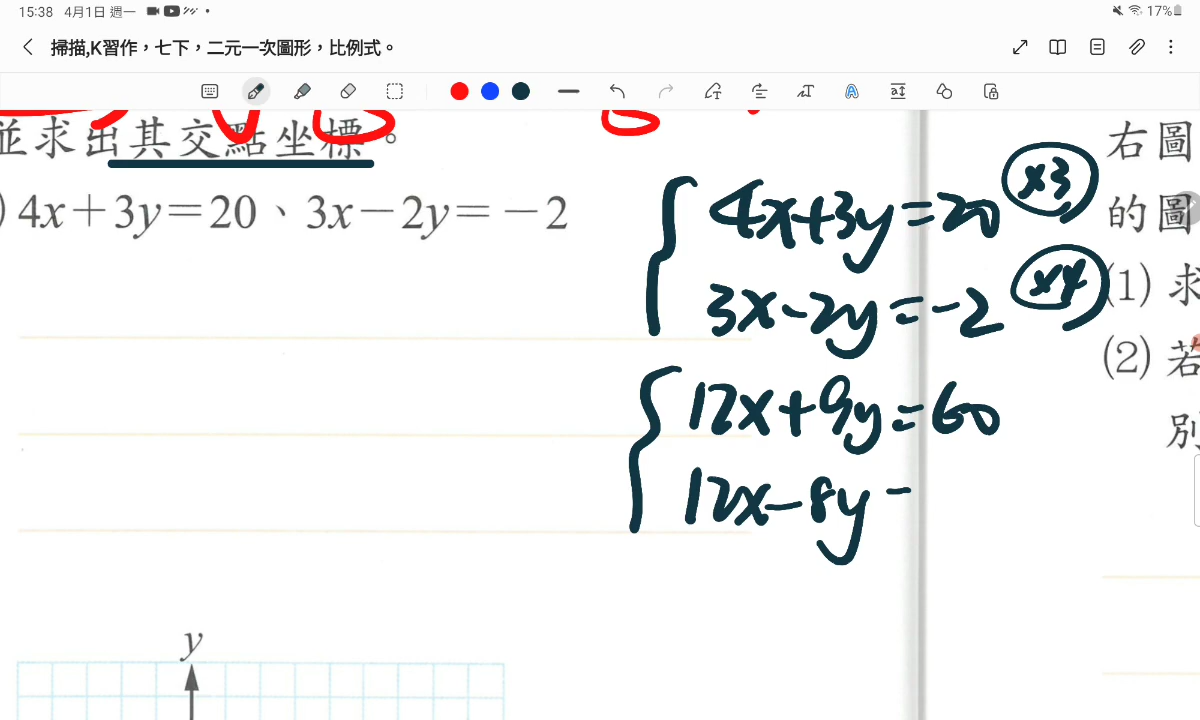 15:38 4月1日 週一
17%
掃描,K習作，七下，二元一次圖形，比例式。
並求出其交點坐標。
)4x＋3y＝20、3x－2y＝－2
4x+3y=20 ×3
3x-2y=-2 ×4
12x+9y=60
12x-8y -
y
右圖
的圖
(1) 求
(2) 若
別